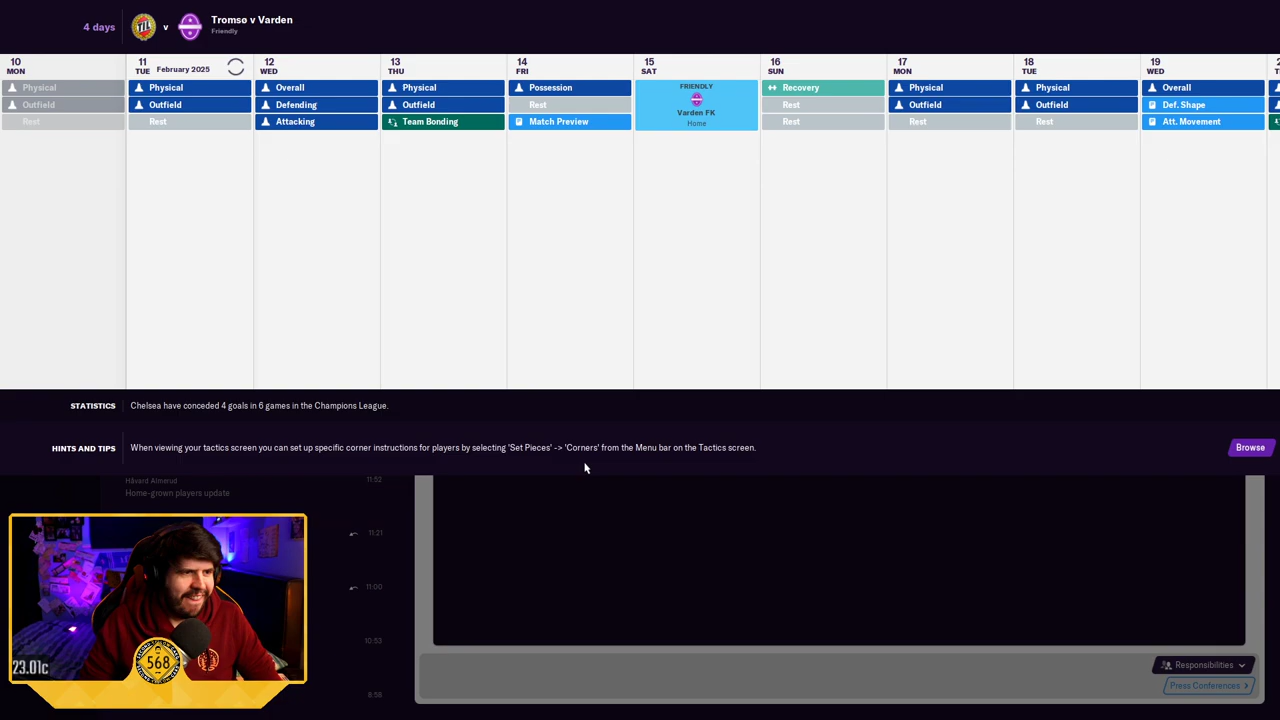 4 days
TIL
v
Tromsø v Varden
Friendly
10
MON
Physical
Outfield
Rest
11
TUE
February 2025
Physical
Outfield
Rest
12
WED
Overall
Defending
Attacking
13
THU
Physical
Outfield
Team Bonding
14
FRI
Possession
Rest
Match Preview
15
SAT
FRIENDLY
Varden FK
Home
16
SUN
Recovery
Rest
Rest
17
MON
Physical
Outfield
Rest
18
TUE
Physical
Outfield
Rest
19
WED
Overall
Def. Shape
Att. Movement
STATISTICS
Chelsea have conceded 4 goals in 6 games in the Champions League.
HINTS AND TIPS
When viewing your tactics screen you can set up specific corner instructions for players by selecting 'Set Pieces' -> 'Corners' from the Menu bar on the Tactics screen.
Browse
Håvard Almerud
Home-grown players update
11:52
11:21
11:00
10:53
8:56
Responsibilities
Press Conferences
23.01c
568